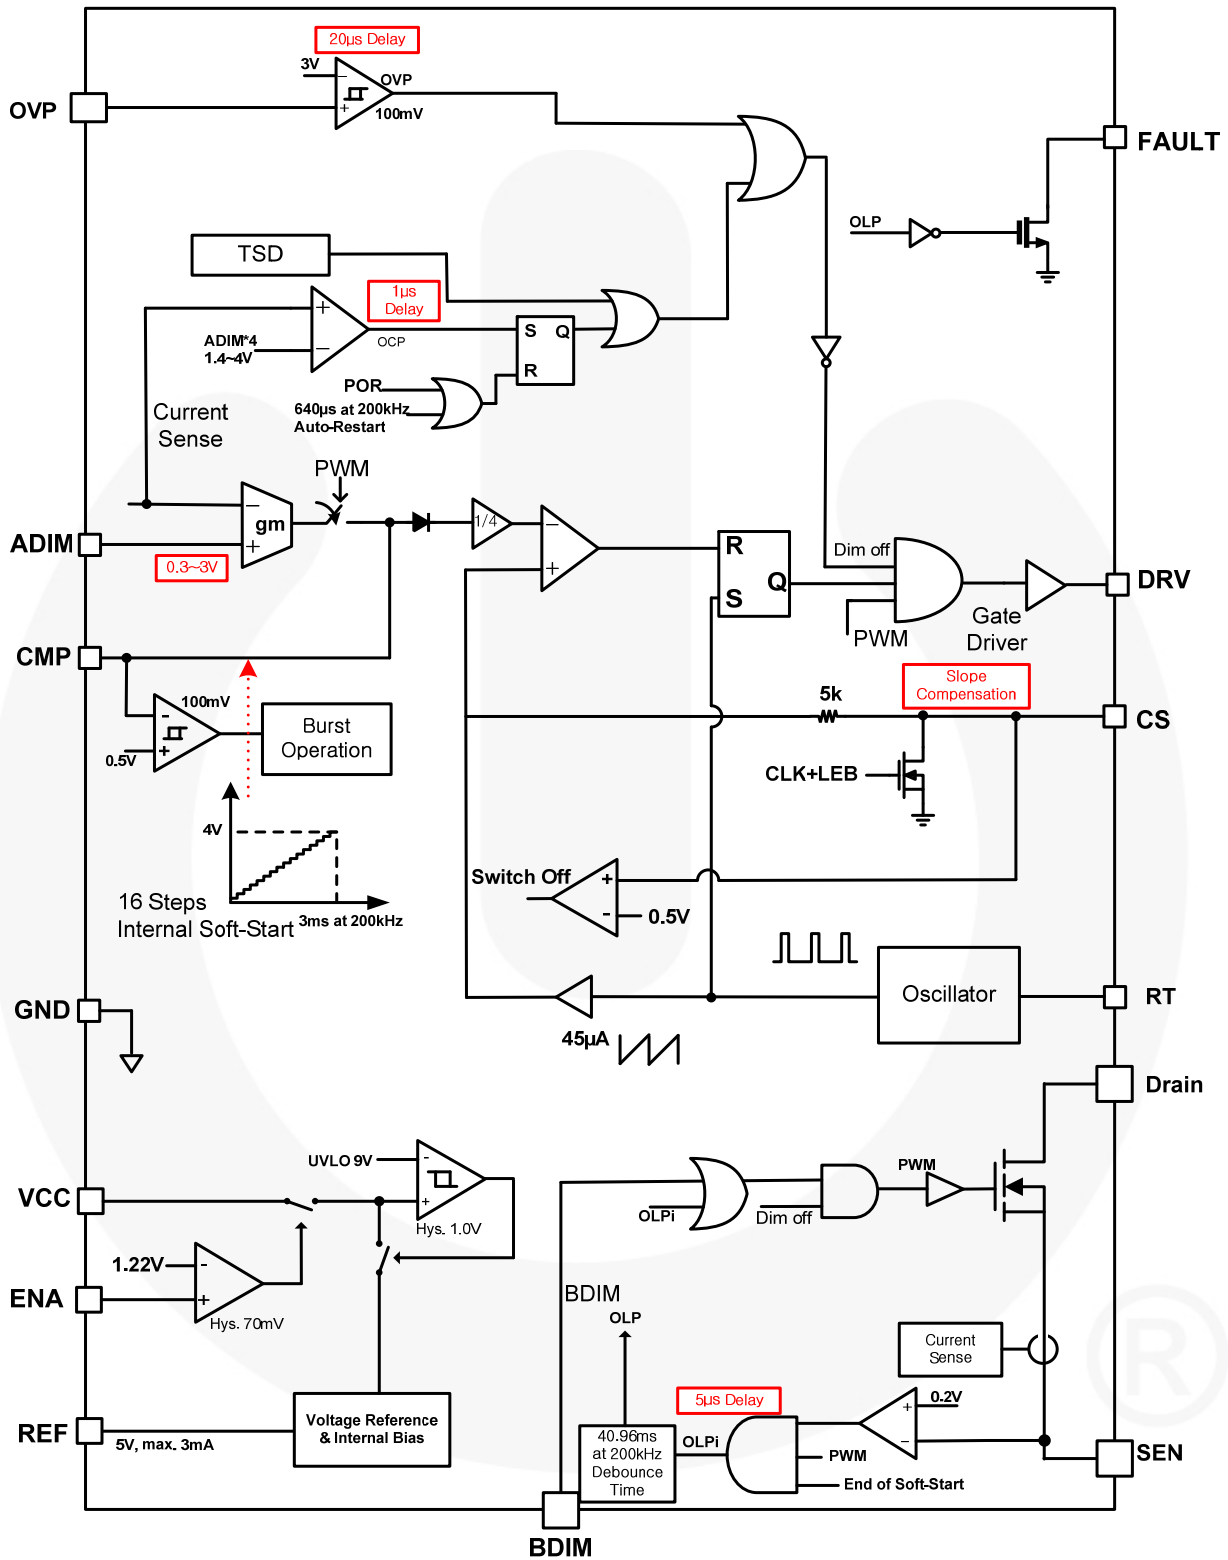 20µs Delay
3V
OVP
100mV
OVP
FAULT
OLP
TSD
1µs
Delay
ADIM*4
1.4~4V
OCP
S
Q
R
POR
640µs at 200kHz
Auto-Restart
Current
Sense
PWM
gm
1/4
ADIM
0.3~3V
R
S
Q
Dim off
PWM
Gate
Driver
DRV
CMP
100mV
0.5V
Burst
Operation
Slope
Compensation
5k
CS
CLK+LEB
4V
16 Steps
Internal Soft-Start
3ms at 200kHz
Switch Off
0.5V
GND
Oscillator
RT
45µA
Drain
UVLO 9V
VCC
Hys. 1.0V
1.22V
ENA
Hys. 70mV
OLPi
Dim off
PWM
BDIM
OLP
Current
Sense
5µs Delay
0.2V
REF
5V, max. 3mA
Voltage Reference
& Internal Bias
40.96ms
at 200kHz
Debounce
Time
OLPi
PWM
End of Soft-Start
SEN
BDIM
®